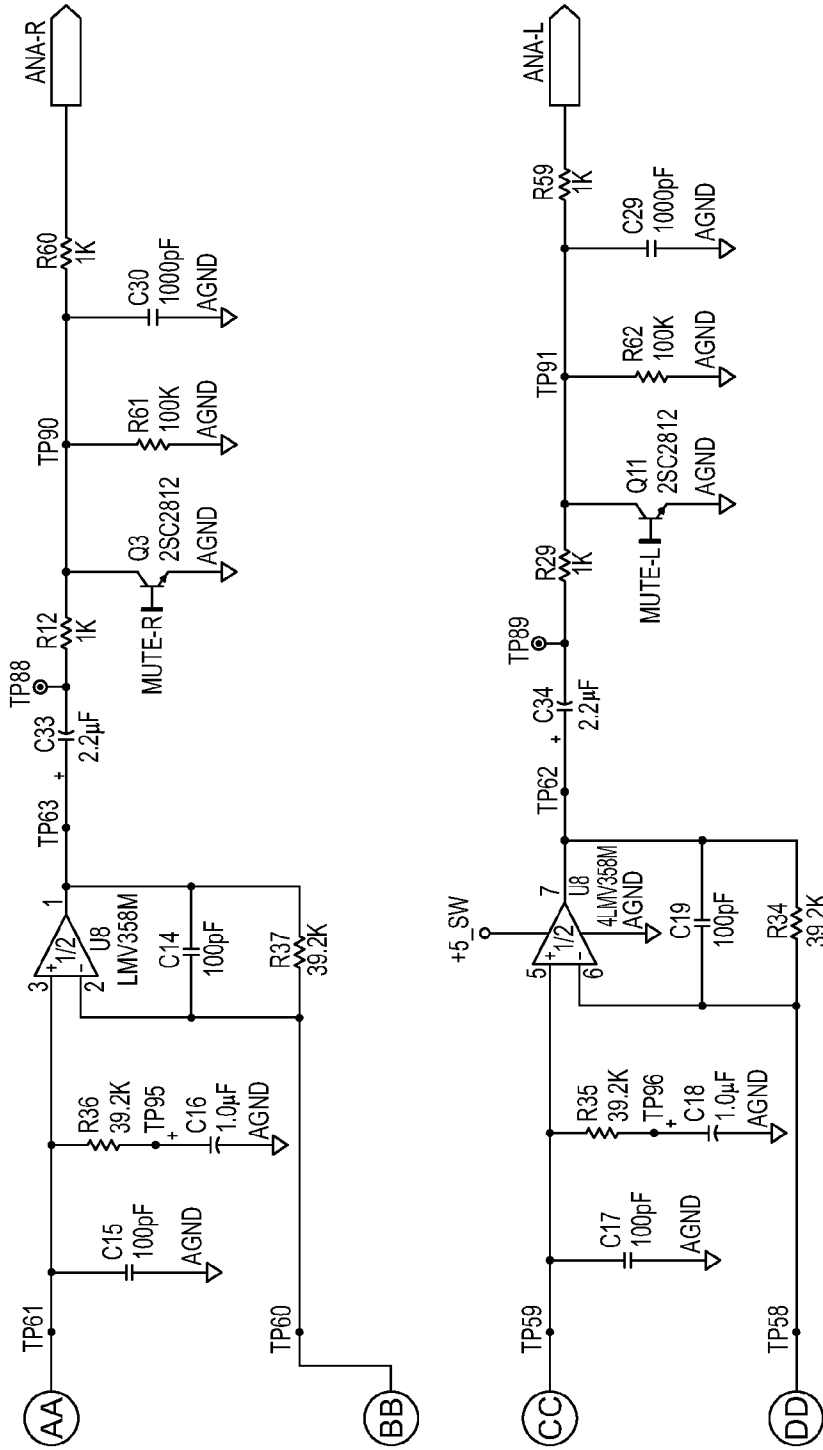 AA
TP61
C15
100pF
AGND
R36
39.2K
TP95
+
C16
1.0µF
AGND
3
+
1/2
2
-
1
U8
LMV358M
C14
100pF
R37
39.2K
TP60
BB
TP63
+
C33
2.2µF
TP88
R12
1K
MUTE-R
Q3
2SC2812
AGND
TP90
R61
100K
AGND
C30
1000pF
AGND
R60
1K
ANA-R
CC
TP59
C17
100pF
AGND
R35
39.2K
TP96
+
C18
1.0µF
AGND
+5_SW
5
+
1/2
6
-
7
U8
4LMV358M
AGND
C19
100pF
R34
39.2K
TP58
DD
TP62
+
C34
2.2µF
TP89
R29
1K
MUTE-L
Q11
2SC2812
AGND
TP91
R62
100K
AGND
C29
1000pF
AGND
R59
1K
ANA-L